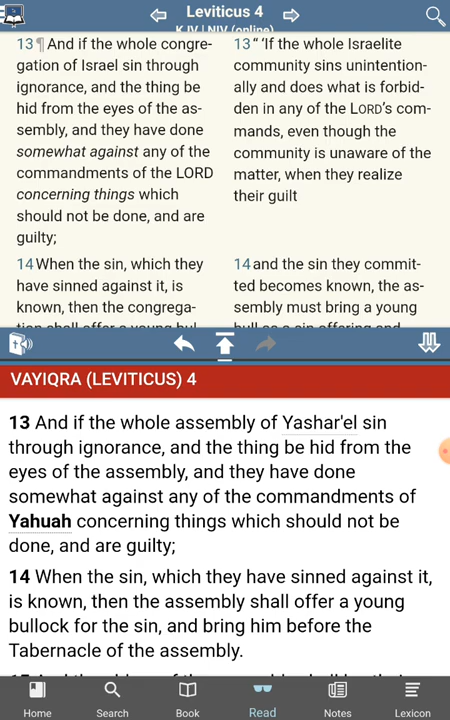 Leviticus 4
KJV | NIV (online)
13¶ And if the whole congre-
gation of Israel sin through
ignorance, and the thing be
hid from the eyes of the as-
sembly, and they have done
somewhat against any of the
commandments of the LORD
concerning things which
should not be done, and are
guilty;
14 When the sin, which they
have sinned against it, is
known, then the congrega-
tion shall offer a young bul-
13 “ ‘If the whole Israelite
community sins unintention-
ally and does what is forbid-
den in any of the LORD’s com-
mands, even though the
community is unaware of the
matter, when they realize
their guilt
14 and the sin they commit-
ted becomes known, the as-
sembly must bring a young
bull as a sin offering and
VAYIQRA (LEVITICUS) 4
13 And if the whole assembly of Yashar'el sin
through ignorance, and the thing be hid from the
eyes of the assembly, and they have done
somewhat against any of the commandments of
Yahuah concerning things which should not be
done, and are guilty;
14 When the sin, which they have sinned against it,
is known, then the assembly shall offer a young
bullock for the sin, and bring him before the
Tabernacle of the assembly.
Home
Search
Book
Read
Notes
Lexicon